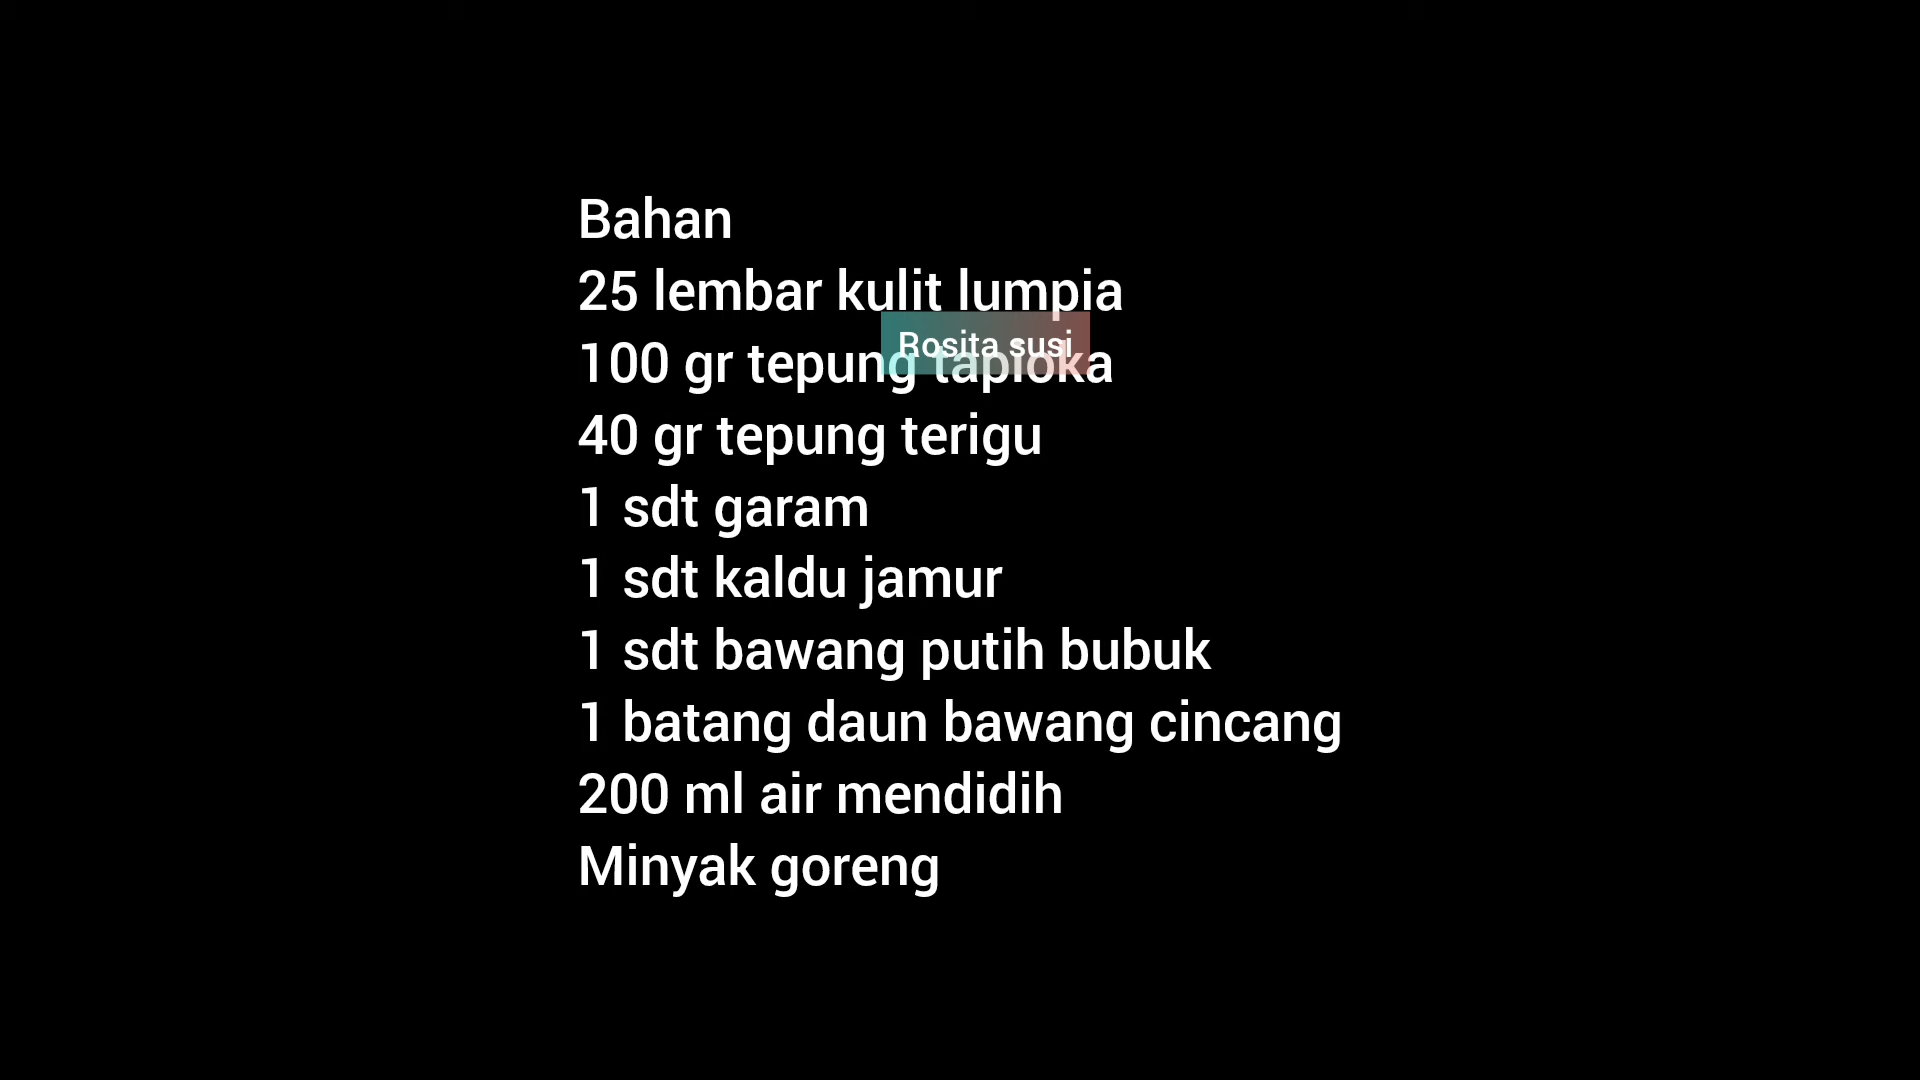 Bahan
25 lembar kulit lumpia
Rosita susi
100 gr tepung tapioka
40 gr tepung terigu
1 sdt garam
1 sdt kaldu jamur
1 sdt bawang putih bubuk
1 batang daun bawang cincang
200 ml air mendidih
Minyak goreng